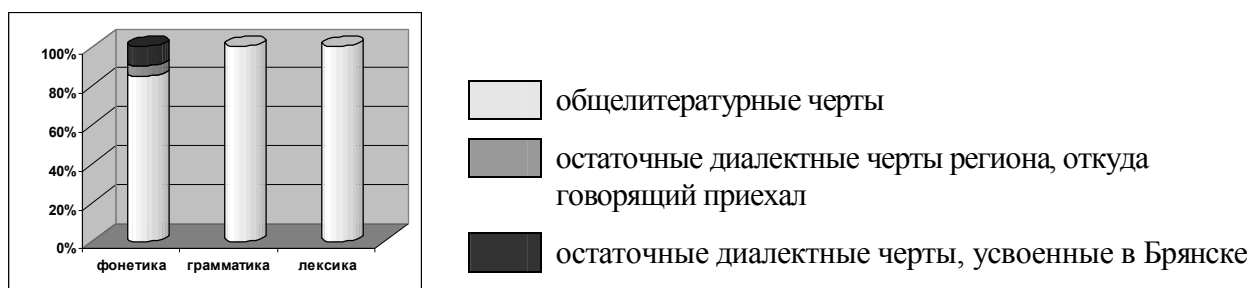 100%
80%
60%
40%
20%
0%
фонетика грамматика лексика
общелитературные черты
остаточные диалектные черты региона, откуда
говорящий приехал
остаточные диалектные черты, усвоенные в Брянске